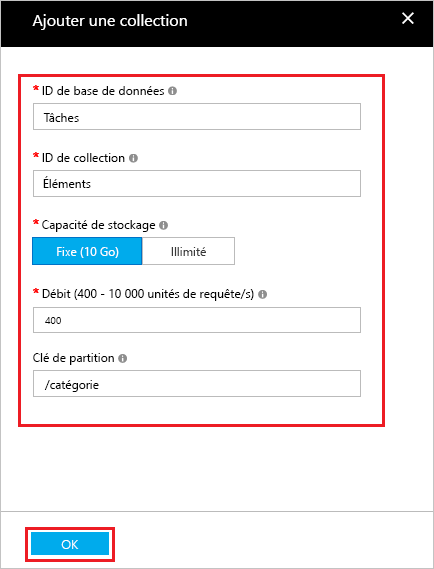 Ajouter une collection
* ID de base de données
Tâches
* ID de collection
Éléments
* Capacité de stockage
Fixe (10 Go) Illimité
* Débit (400 - 10 000 unités de requête/s)
400
Clé de partition
/catégorie
OK